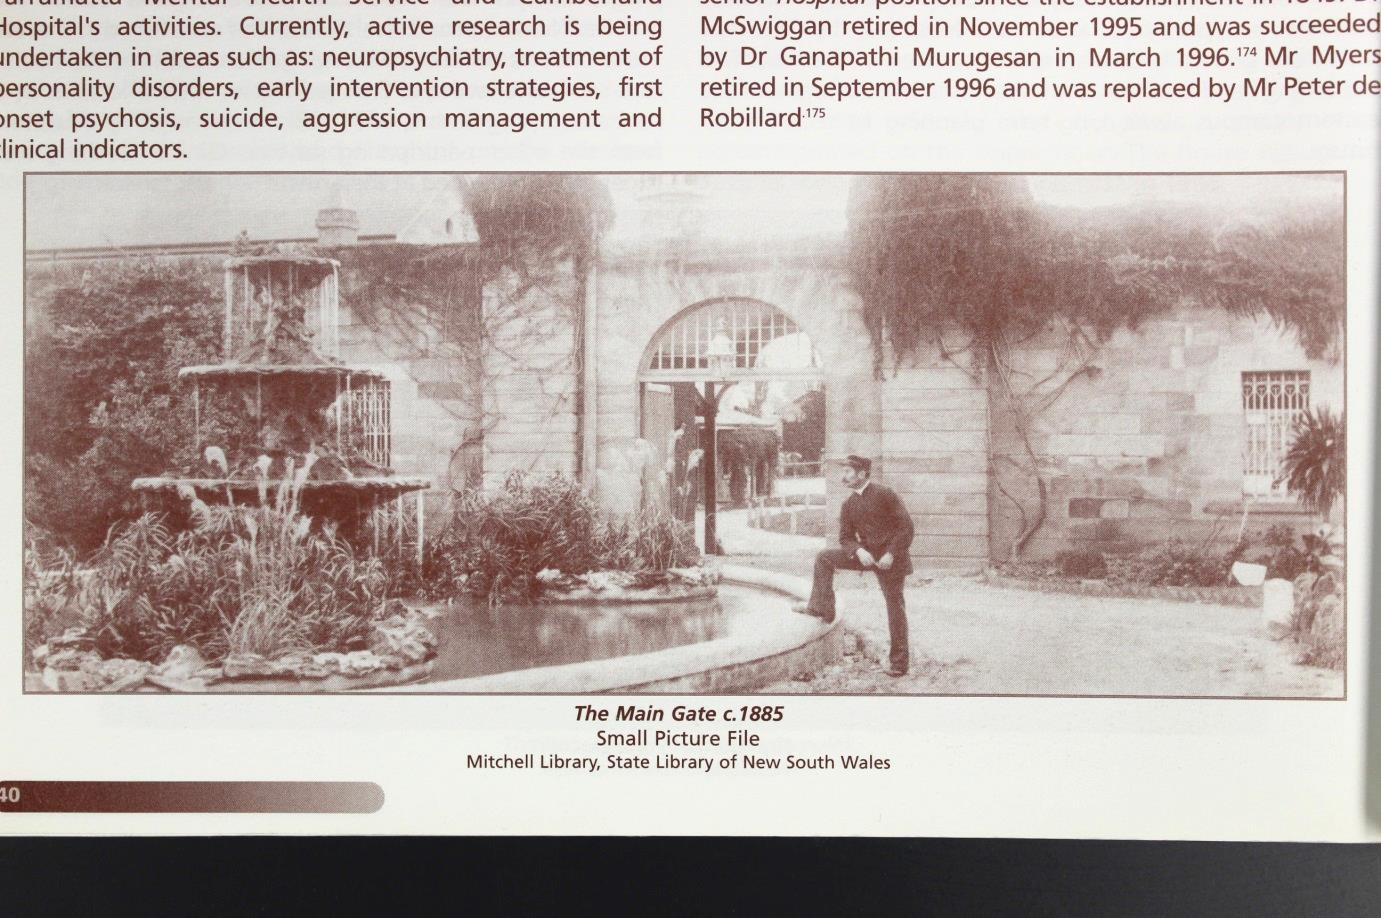 Parramatta Mental Health Service and Cumberland
Hospital's activities. Currently, active research is being
undertaken in areas such as: neuropsychiatry, treatment of
personality disorders, early intervention strategies, first
onset psychosis, suicide, aggression management and
clinical indicators.
senior hospital position since the establishment in
McSwiggan retired in November 1995 and was succeeded
by Dr Ganapathi Murugesan in March 1996.174 Mr Myers
retired in September 1996 and was replaced by Mr Peter de
Robillard.175
The Main Gate c.1885
Small Picture File
Mitchell Library, State Library of New South Wales
40